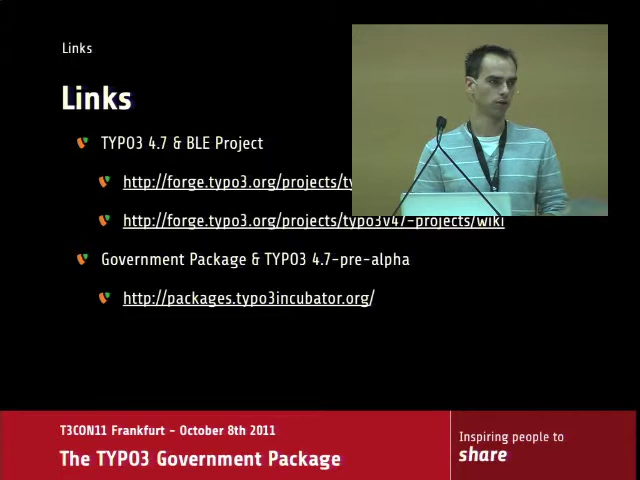 Links
Links
TYPO3 4.7 & BLE Project
http://forge.typo3.org/projects/ty
http://forge.typo3.org/projects/typo3v47-projects/wiki
Government Package & TYPO3 4.7-pre-alpha
http://packages.typo3incubator.org/
T3CON11 Frankfurt - October 8th 2011
The TYPO3 Government Package
Inspiring people to
share